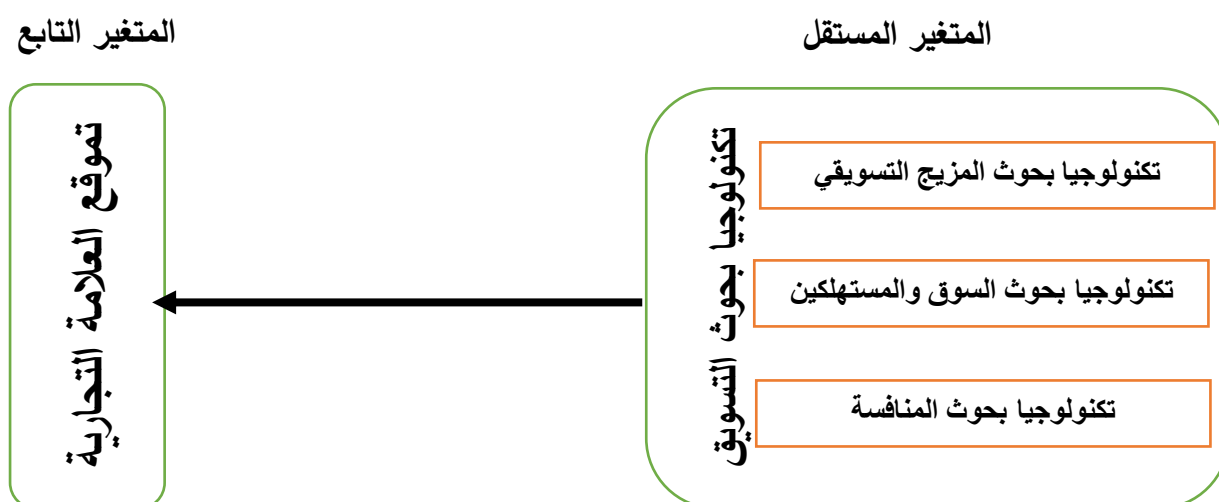 المتغير المستقل
المتغير التابع
تكنولوجيا بحوث التسويق
تكنولوجيا بحوث المزيج التسويقي
تكنولوجيا بحوث السوق والمستهلكين
تكنولوجيا بحوث المنافسة
تموقع العلامة التجارية